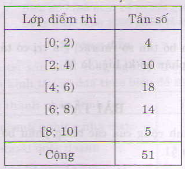 Lớp điểm thi Tần số
[0; 2) 4
[2; 4) 10
[4; 6) 18
[6; 8) 14
[8; 10] 5
Cộng 51